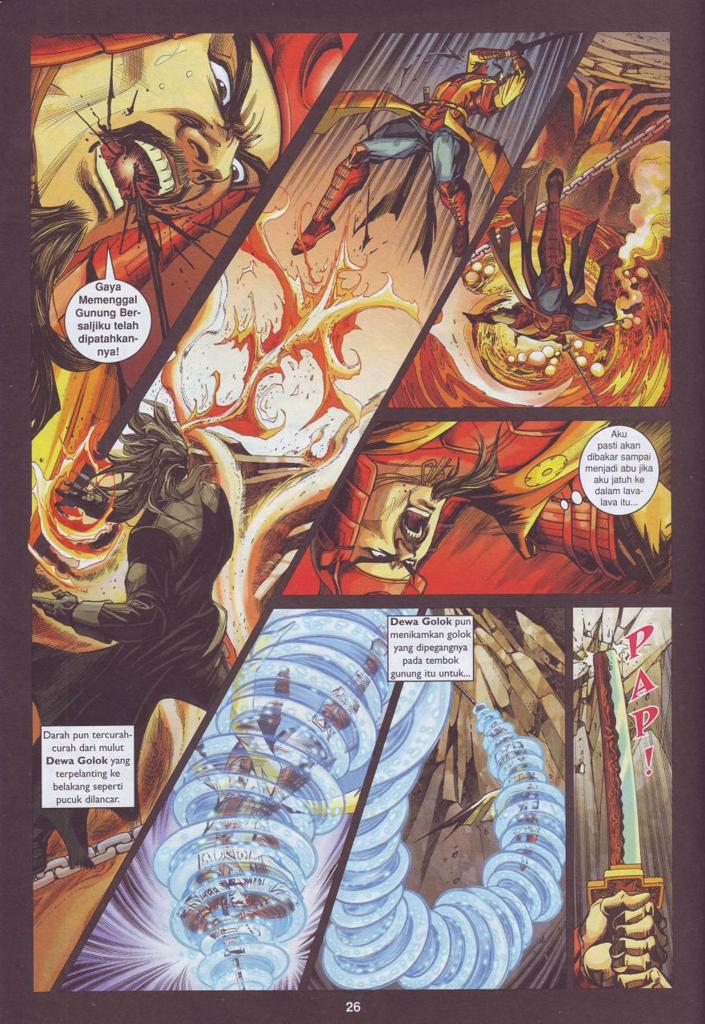 Gaya
Memenggal
Gunung Ber-
saljiku telah
dipatahkan-
nya!
Aku
pasti akan
dibakar sampai
menjadi abu jika
aku jatuh ke
dalam lava-
lava itu...
Darah pun tercurah-
curah dari mulut
Dewa Golok yang
terpelanting ke
belakang seperti
pucuk dilancar.
Dewa Golok pun
menikamkan golok
yang dipegangnya
pada tembok
gunung itu untuk...
PAP!
26